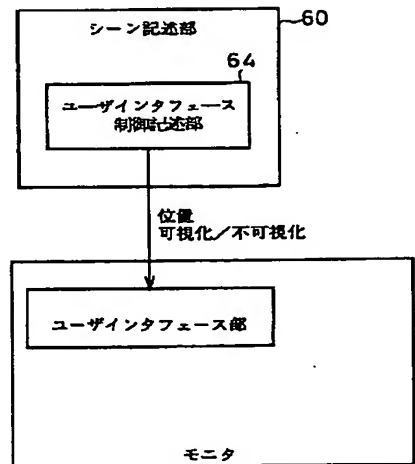 シーン記述部
60
64
ユーザインタフェース
制御記述部
位置
可視化/不可視化
ユーザインタフェース部
モニタ